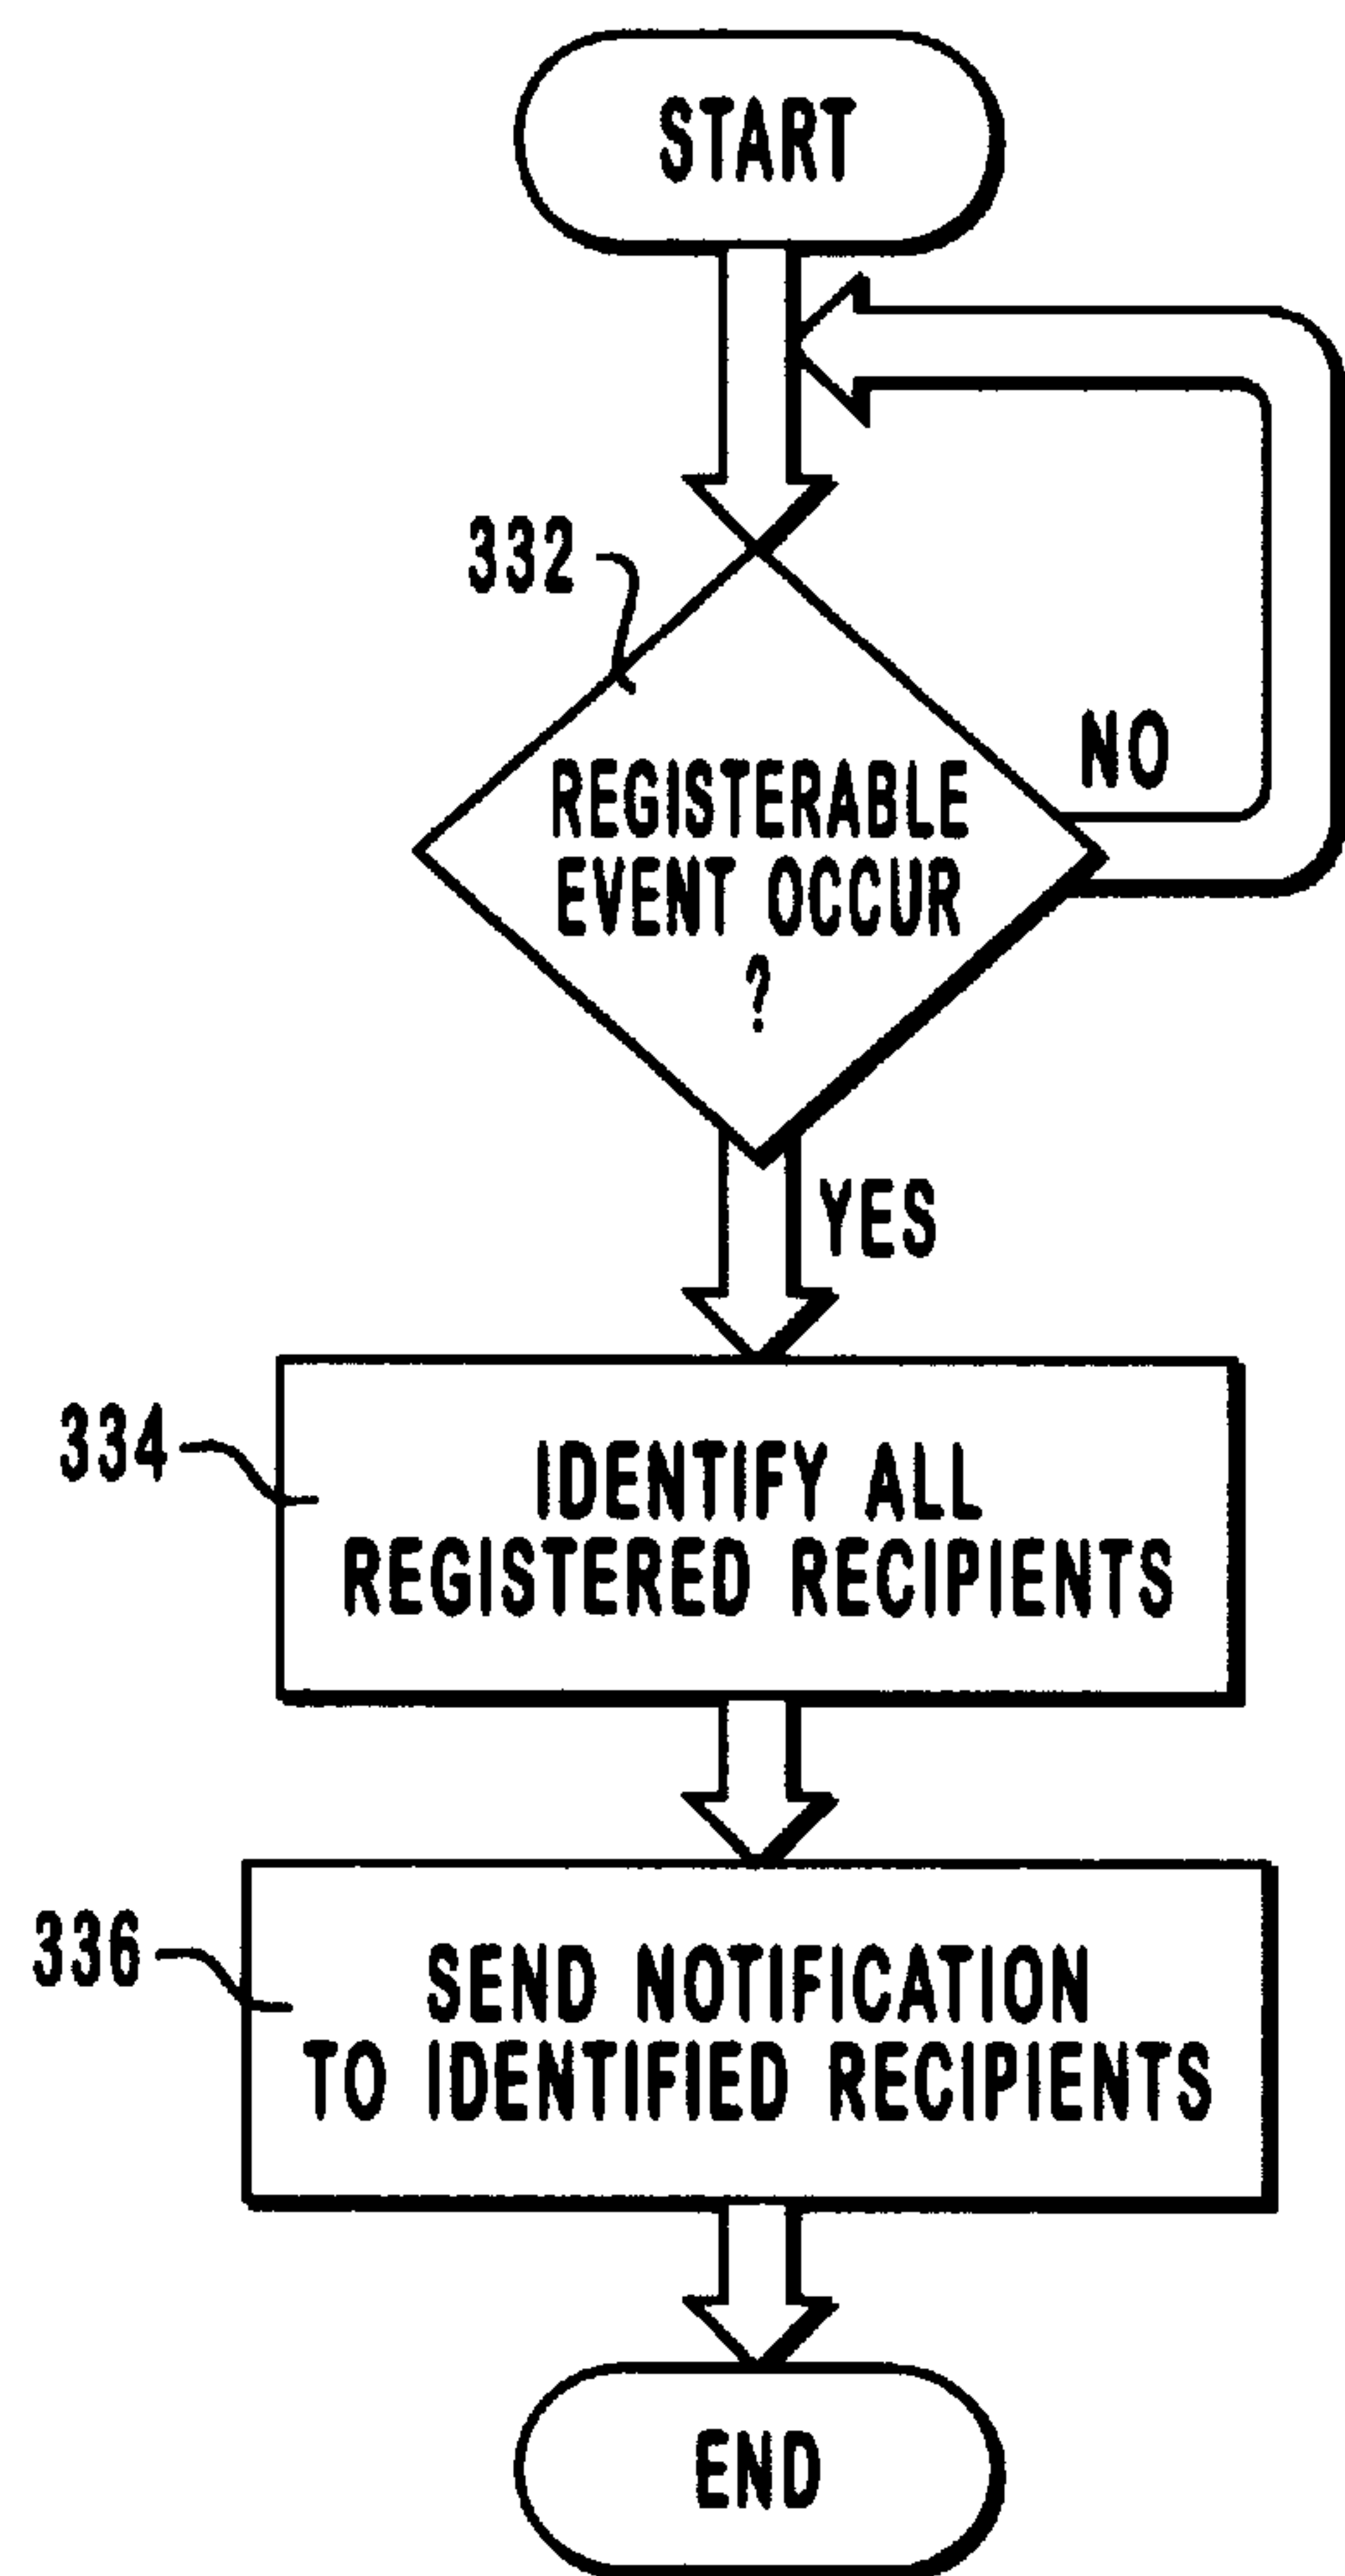 START
332
REGISTERABLE
EVENT OCCUR
?
NO
YES
334
IDENTIFY ALL
REGISTERED RECIPIENTS
336
SEND NOTIFICATION
TO IDENTIFIED RECIPIENTS
END